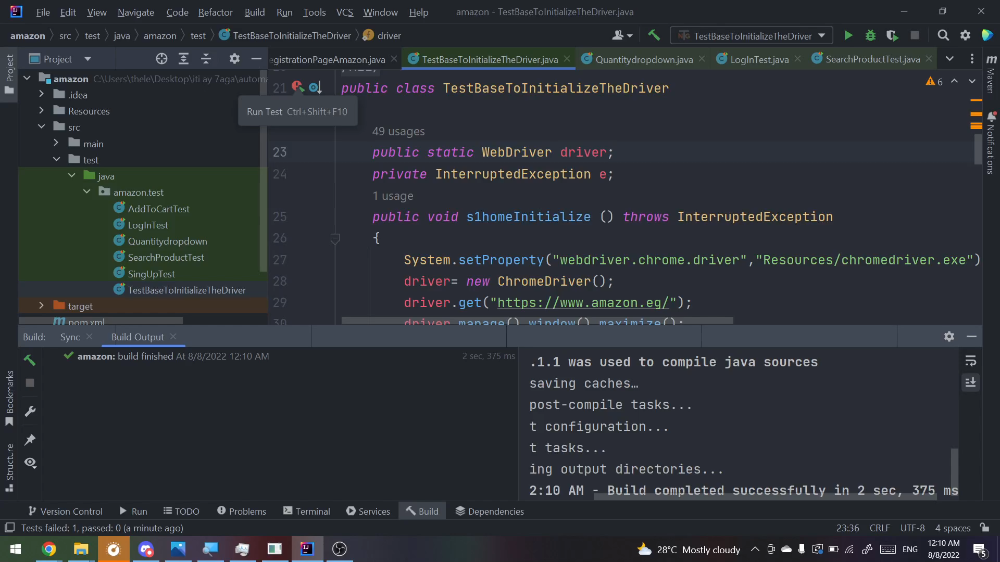 File Edit View Navigate Code Refactor Build Run Tools VCS Window Help amazon - TestBaseToInitializeTheDriver.java
amazon src test java amazon test TestBaseToInitializeTheDriver driver TestBaseToInitializeTheDriver
Project egistrationPageAmazon.java TestBaseToInitializeTheDriver.java Quantitydropdown.java LogInTest.java SearchProductTest.java
Project
Bookmarks
Structure
Maven
Notifications
amazon C:\Users\thele\Desktop\iti ay 7aga\autom
.idea
Resources
src
main
test
java
amazon.test
AddToCartTest
LogInTest
Quantitydropdown
SearchProductTest
SingUpTest
TestBaseToInitializeTheDriver
target
pom.xml
6
21 public class TestBaseToInitializeTheDriver
Run Test Ctrl+Shift+F10
49 usages
23 public static WebDriver driver;
24 private InterruptedException e;
1 usage
25 public void s1homeInitialize () throws InterruptedException
26 {
27 System.setProperty("webdriver.chrome.driver","Resources/chromedriver.exe")
28 driver= new ChromeDriver();
29 driver.get("https://www.amazon.eg/");
30 driver.manage().window().maximize();
Build: Sync Build Output
amazon: build finished At 8/8/2022 12:10 AM 2 sec, 375 ms
.1.1 was used to compile java sources
saving caches…
post-compile tasks...
t configuration...
t tasks...
ing output directories...
2:10 AM - Build completed successfully in 2 sec, 375 ms
Version Control Run TODO Problems Terminal Services Build Dependencies
Tests failed: 1, passed: 0 (a minute ago) 23:36 CRLF UTF-8 4 spaces
28°C Mostly cloudy ENG 12:10 AM
8/8/2022 5